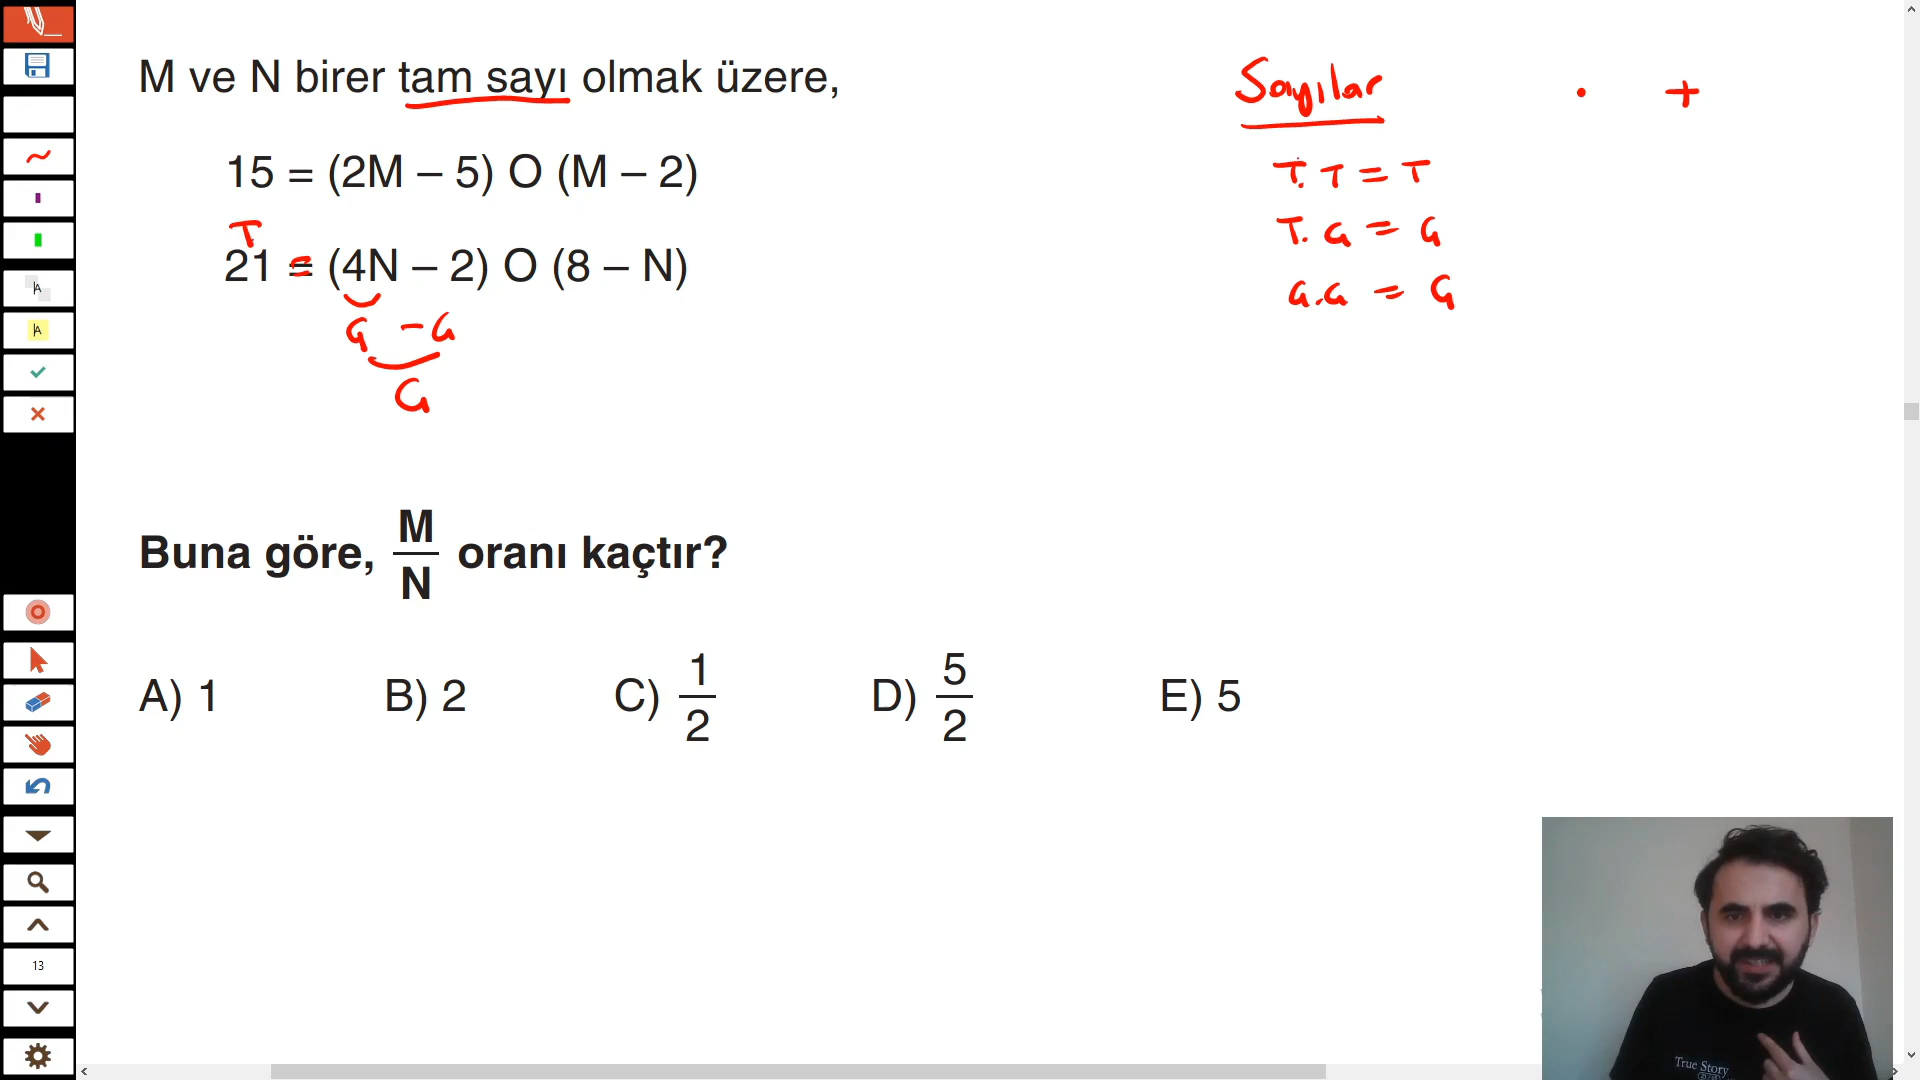 M ve N birer tam sayı olmak üzere,
15 = (2M – 5) O (M – 2)
T
21 = (4N – 2) O (8 – N)
G – G
G
Sayılar . +
T. T = T
T. G = G
G.G = G
Buna göre, M/N oranı kaçtır?
A) 1 B) 2 C) 1/2 D) 5/2 E) 5
A
A
13
True Story